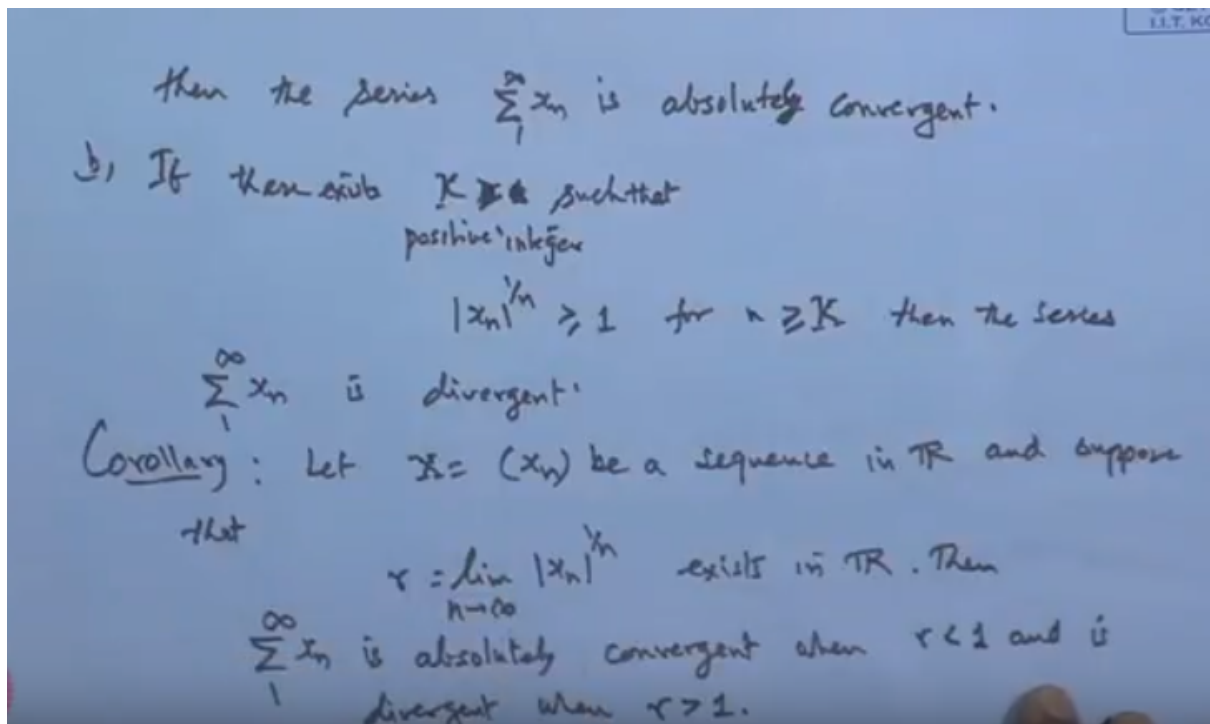 I.I.T. KG
then the series ∑₁^∞ xₙ is absolutely convergent.
b, If there exists K such that
positive integer
|xₙ|^{1/n} ⩾ 1 for n ≥ K then the series
∑₁^∞ xₙ is divergent.
Corollary : Let X = (xₙ) be a sequence in ℝ and suppose
that
r = lim_{n→∞} |xₙ|^{1/n} exists in ℝ. Then
∑₁^∞ xₙ is absolutely convergent when r < 1 and is
divergent when r > 1.